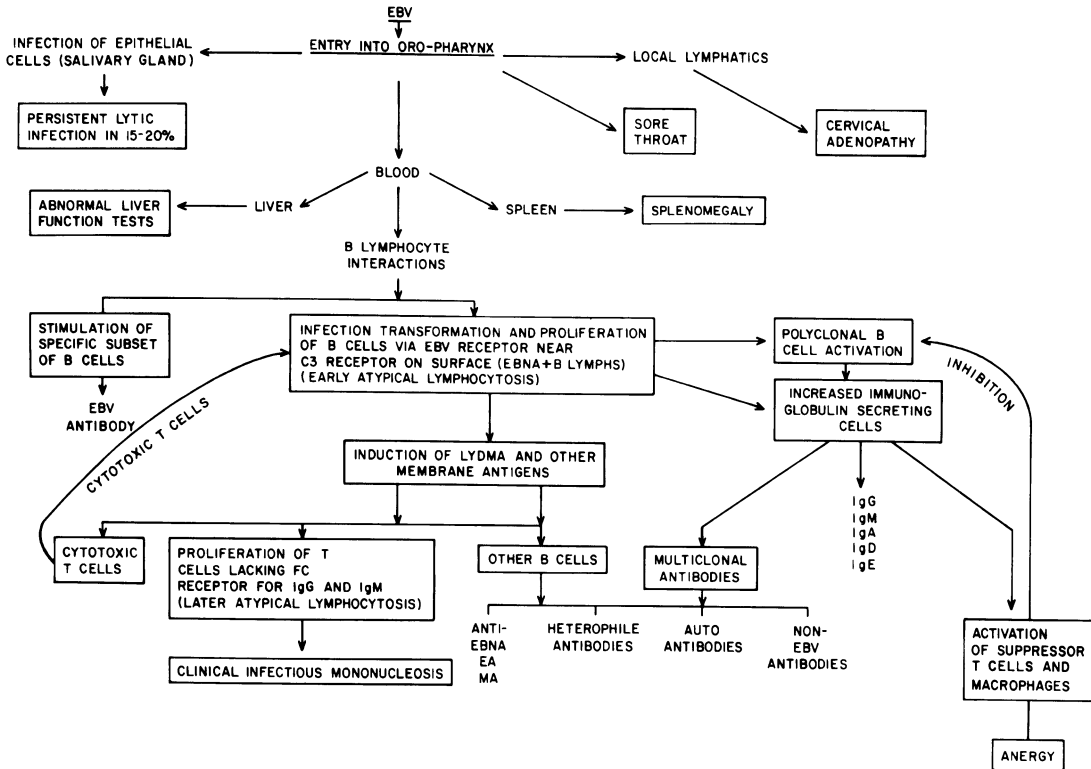 EBV
ENTRY INTO ORO-PHARYNX
INFECTION OF EPITHELIAL
CELLS (SALIVARY GLAND)
LOCAL LYMPHATICS
PERSISTENT LYTIC
INFECTION IN 15-20%
SORE
THROAT
CERVICAL
ADENOPATHY
BLOOD
ABNORMAL LIVER
FUNCTION TESTS
LIVER
SPLEEN
SPLENOMEGALY
B LYMPHOCYTE
INTERACTIONS
STIMULATION OF
SPECIFIC SUBSET
OF B CELLS
EBV
ANTIBODY
INFECTION TRANSFORMATION AND PROLIFERATION
OF B CELLS VIA EBV RECEPTOR NEAR
C3 RECEPTOR ON SURFACE (EBNA+B LYMPHS)
(EARLY ATYPICAL LYMPHOCYTOSIS)
POLYCLONAL B
CELL ACTIVATION
INHIBITION
INCREASED IMMUNO-
GLOBULIN SECRETING
CELLS
CYTOTOXIC T CELLS
INDUCTION OF LYDMA AND OTHER
MEMBRANE ANTIGENS
IgG
IgM
IgA
IgD
IgE
CYTOTOXIC
T CELLS
PROLIFERATION OF T
CELLS LACKING FC
RECEPTOR FOR IgG AND IgM
(LATER ATYPICAL LYMPHOCYTOSIS)
OTHER B CELLS
MULTICLONAL
ANTIBODIES
CLINICAL INFECTIOUS MONONUCLEOSIS
ANTI-
EBNA
EA
MA
HETEROPHILE
ANTIBODIES
AUTO
ANTIBODIES
NON-
EBV
ANTIBODIES
ACTIVATION
OF SUPPRESSOR
T CELLS AND
MACROPHAGES
ANERGY